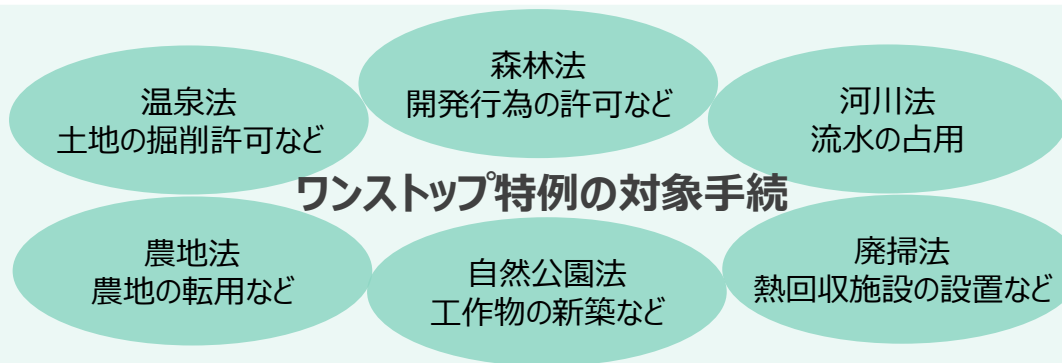 温泉法
土地の掘削許可など
森林法
開発行為の許可など
河川法
流水の占用
ワンストップ特例の対象手続
農地法
農地の転用など
自然公園法
工作物の新築など
廃掃法
熱回収施設の設置など